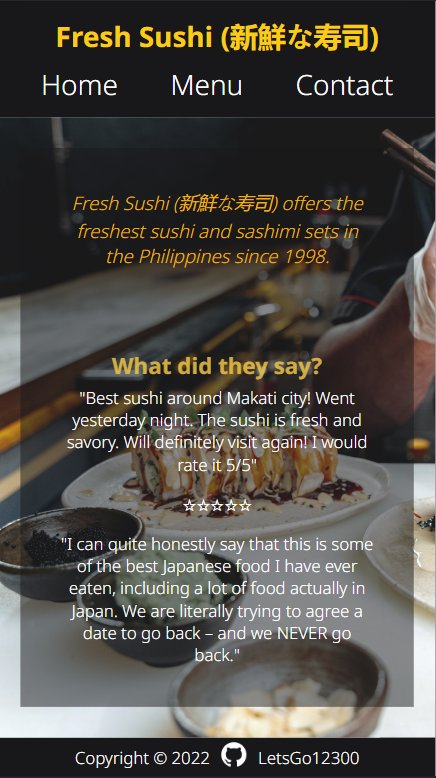 Fresh Sushi (新鮮な寿司)
Home Menu Contact
Fresh Sushi (新鮮な寿司) offers the
freshest sushi and sashimi sets in
the Philippines since 1998.
What did they say?
"Best sushi around Makati city! Went
yesterday night. The sushi is fresh and
savory. Will definitely visit again! I would
rate it 5/5"
☆☆☆☆☆
"I can quite honestly say that this is some
of the best Japanese food I have ever
eaten, including a lot of food actually in
Japan. We are literally trying to agree a
date to go back – and we NEVER go
back."
Copyright © 2022 LetsGo12300